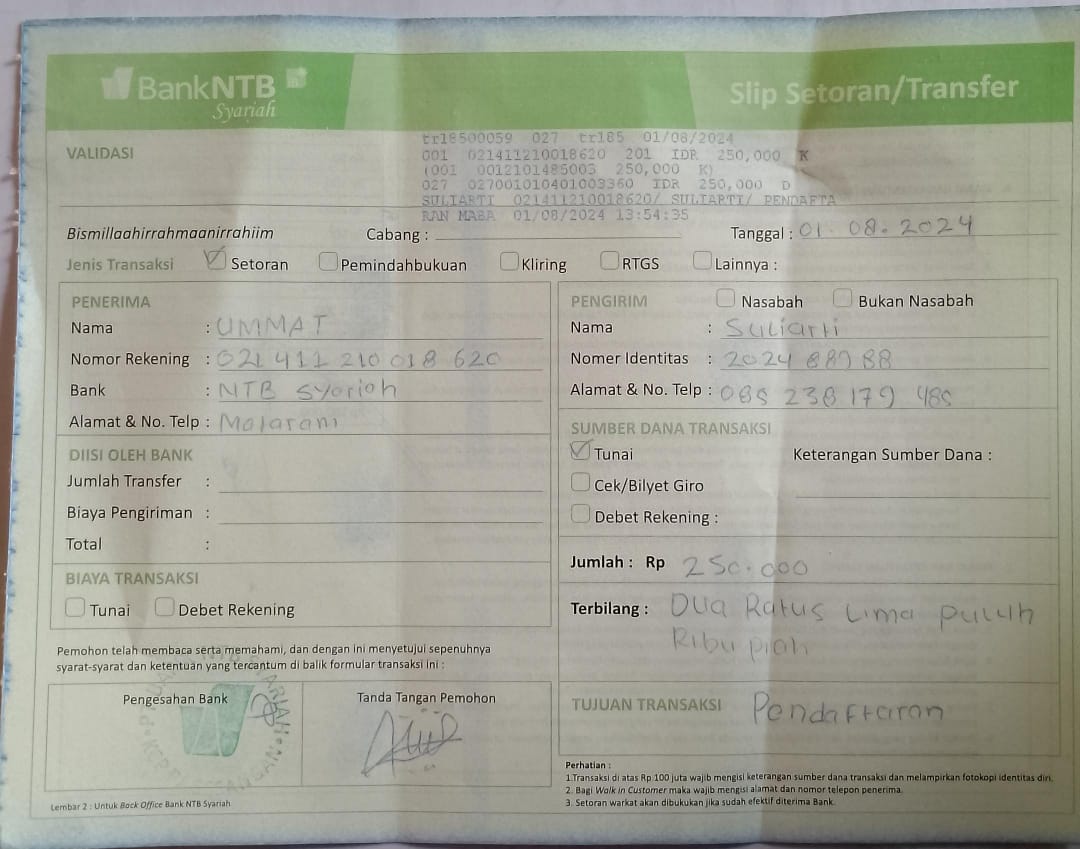 BankNTB Syariah
Slip Setoran/Transfer
VALIDASI
tr18500059 027 tr185 01/08/2024
001 021411210018620 201 IDR 250,000 K
(001 0012101485003 250,000 K)
027 027001010401003360 IDR 250,000 D
SULIARTI 021411210018620/ SULIARTI/ PENDAFTA
RAN MABA 01/08/2024 13:54:35
Bismillaahirrahmaanirrahiim Cabang : Tanggal : 01.08.2024
Jenis Transaksi Setoran Pemindahbukuan Kliring RTGS Lainnya :
PENERIMA
Nama : UMMAT
Nomor Rekening : 021 411 210 018 620
Bank : NTB Syariah
Alamat & No. Telp : Mataram
DIISI OLEH BANK
Jumlah Transfer :
Biaya Pengiriman :
Total :
BIAYA TRANSAKSI
Tunai Debet Rekening
Pemohon telah membaca serta memahami, dan dengan ini menyetujui sepenuhnya
syarat-syarat dan ketentuan yang tercantum di balik formular transaksi ini :
Pengesahan Bank
Tanda Tangan Pemohon
Lembar 2 : Untuk Back Office Bank NTB Syariah
PENGIRIM Nasabah Bukan Nasabah
Nama : Suliarti
Nomer Identitas : 2024 88988
Alamat & No. Telp : 085 238 179 485
SUMBER DANA TRANSAKSI
Tunai Keterangan Sumber Dana :
Cek/Bilyet Giro
Debet Rekening :
Jumlah : Rp 250.000
Terbilang : Dua Ratus Lima Puluh
Ribu piah
TUJUAN TRANSAKSI Pendaftaran
Perhatian :
1.Transaksi di atas Rp.100 juta wajib mengisi keterangan sumber dana transaksi dan melampirkan fotokopi identitas diri.
2. Bagi Walk in Customer maka wajib mengisi alamat dan nomor telepon penerima.
3. Setoran warkat akan dibukukan jika sudah efektif diterima Bank.